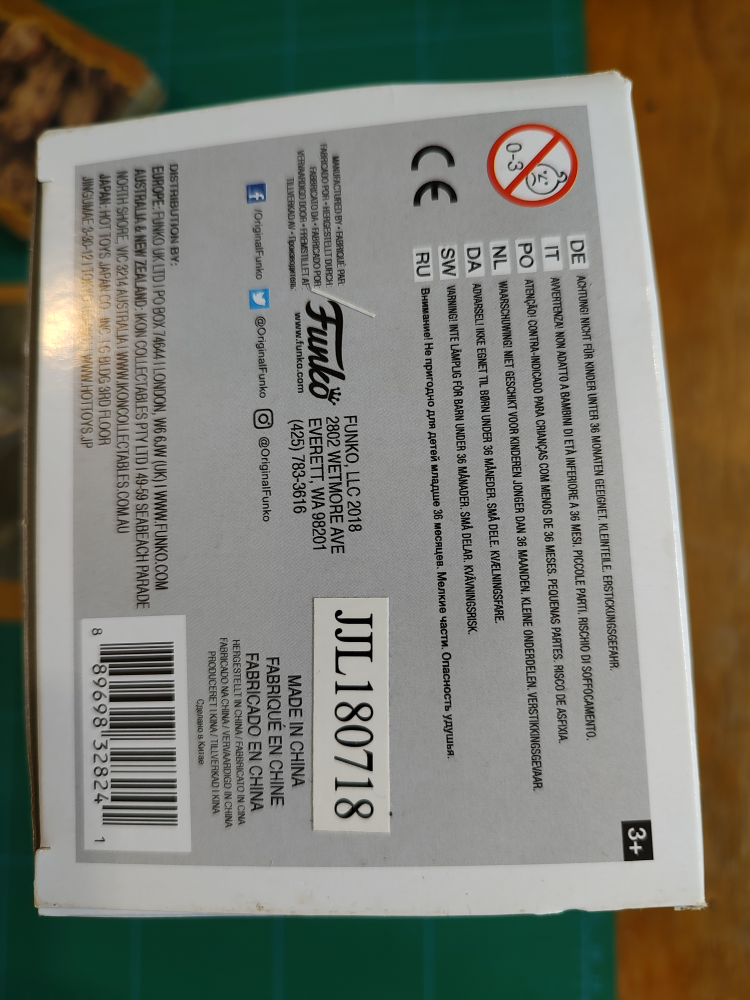 0-3
DE ACHTUNG! NICHT FÜR KINDER UNTER 36 MONATEN GEEIGNET. KLEINTEILE. ERSTICKUNGSGEFAHR.
IT AVVERTENZA! NON ADATTO A BAMBINI DI ETÀ INFERIORE A 36 MESI. PICCOLE PARTI. RISCHIO DI SOFFOCAMENTO.
PO ATENÇÃO! CONTRA-INDICADO PARA CRIANÇAS COM MENOS DE 36 MESES. PEQUENAS PARTES. RISCO DE ASFIXIA.
NL WAARSCHUWING! NIET GESCHIKT VOOR KINDEREN JONGER DAN 36 MAANDEN. KLEINE ONDERDELEN. VERSTIKKINGSGEVAAR.
DA ADVARSEL! IKKE EGNET TIL BØRN UNDER 36 MÅNEDER. SMÅ DELE. KVÆLNINGSFARE.
SW VARNING! INTE LÄMPLIG FÖR BARN UNDER 36 MÅNADER. SMÅ DELAR. KVÄVNINGSRISK.
RU Внимание! Не пригодно для детей младше 36 месяцев. Мелкие части. Опасность удушья.
3+
CE
MANUFACTURED BY • FABRIQUÉ PAR
FABRICADO POR • HERGESTELLT DURCH
FABBRICATO DA • FABRICADO POR
VERVAARDIGD DOOR • FREMSTILLET AF
TILLVERKAD AV • Производитель:
Funko
www.funko.com
FUNKO, LLC 2018
2802 WETMORE AVE
EVERETT, WA 98201
(425) 783-3616
JJL180718
/OriginalFunko @OriginalFunko @OriginalFunko
MADE IN CHINA
FABRIQUÉ EN CHINE
FABRICADO EN CHINA
HERGESTELLT IN CHINA / FABBRICATO IN CINA
FABRICADO NA CHINA / VERVAARDIGD IN CHINA
PRODUCERET I KINA / TILLVERKAD I KINA
Сделано в Китае
DISTRIBUTION BY:
EUROPE: FUNKO UK LTD | PO BOX 74644 | LONDON, W6 6JW (UK) | WWW.FUNKO.COM
AUSTRALIA & NEW ZEALAND: IKON COLLECTABLES PTY LTD | 49-59 SEABEACH PARADE
NORTH SHORE, VIC 3214 AUSTRALIA | WWW.IKONCOLLECTABLES.COM.AU
JAPAN: HOT TOYS JAPAN CO., INC. | BLDG 3RD FLOOR
JINGUMAE WWW.HOTTOYS.JP
8 89698 32824 1